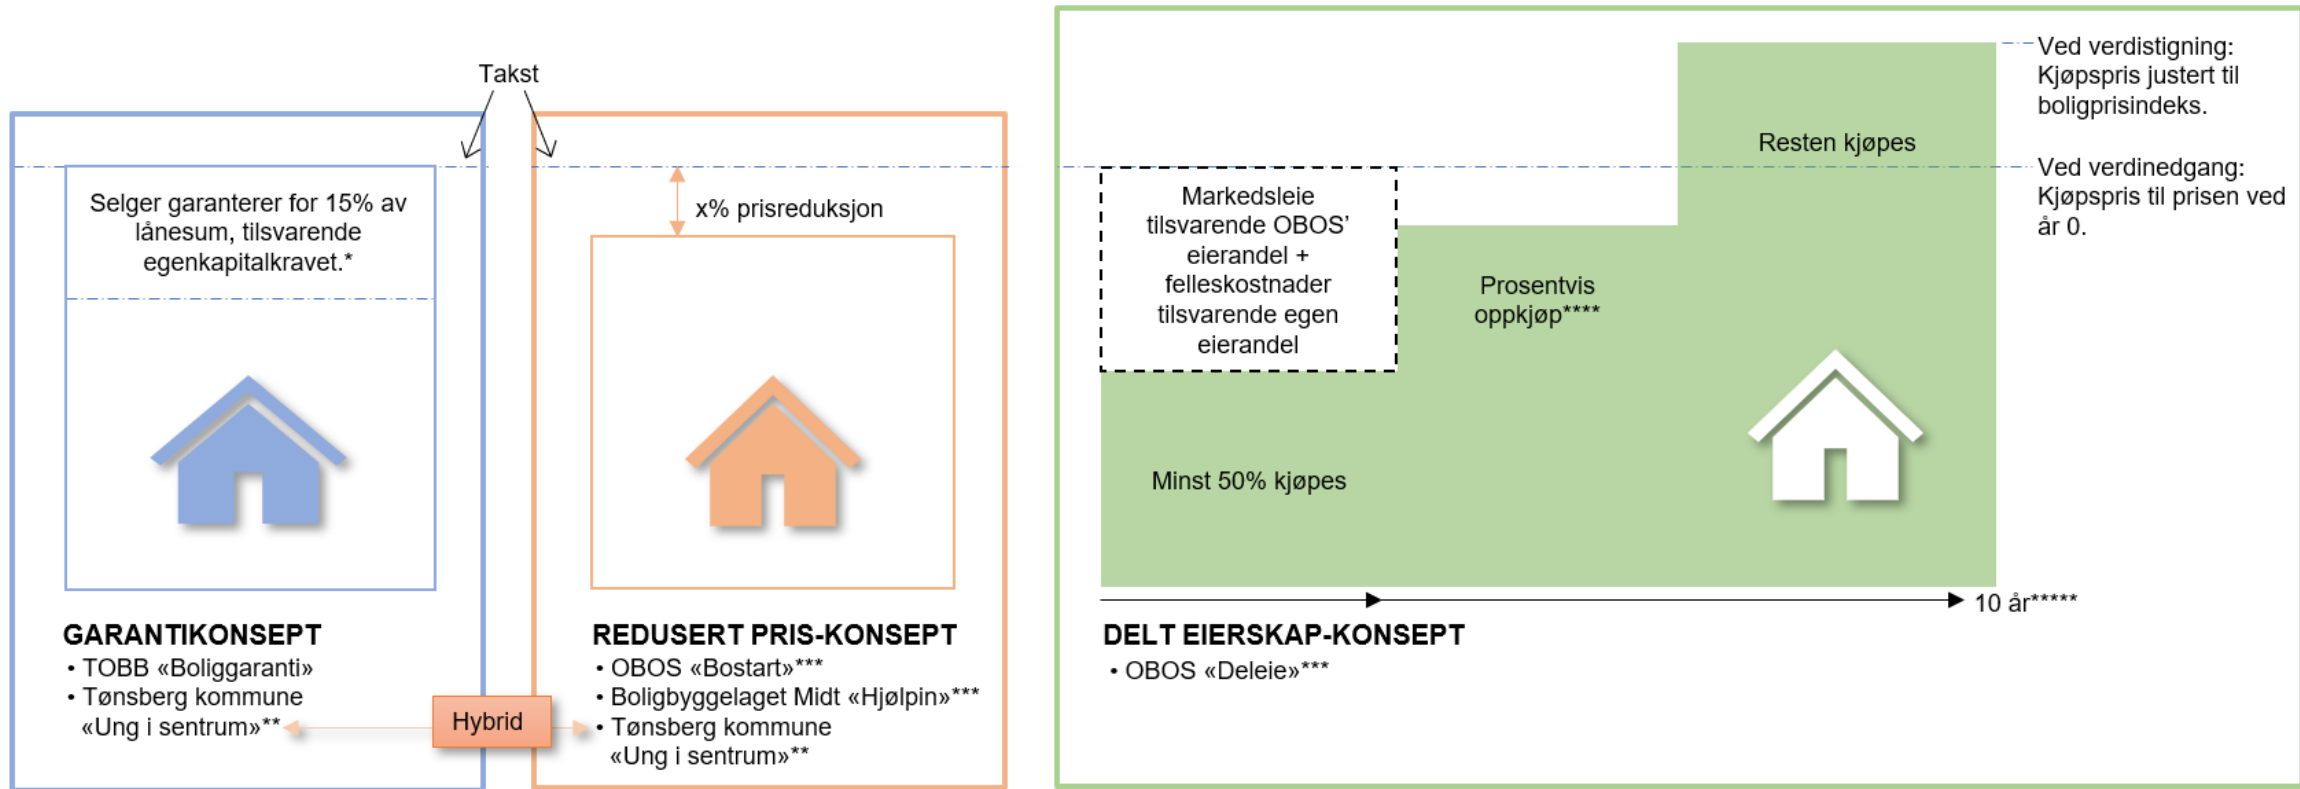 Takst
Selger garanterer for 15% av
lånesum, tilsvarende
egenkapitalkravet.*
GARANTIKONSEPT
• TOBB «Boliggaranti»
• Tønsberg kommune
«Ung i sentrum»**
Hybrid
x% prisreduksjon
REDUSERT PRIS-KONSEPT
• OBOS «Bostart»***
• Boligbyggelaget Midt «Hjølpin»***
• Tønsberg kommune
«Ung i sentrum»**
Markedsleie
tilsvarende OBOS’
eierandel +
felleskostnader
tilsvarende egen
eierandel
Minst 50% kjøpes
Prosentvis
oppkjøp****
Resten kjøpes
Ved verdistigning:
Kjøpspris justert til
boligprisindeks.
Ved verdinedgang:
Kjøpspris til prisen ved
år 0.
10 år*****
DELT EIERSKAP-KONSEPT
• OBOS «Deleie»***